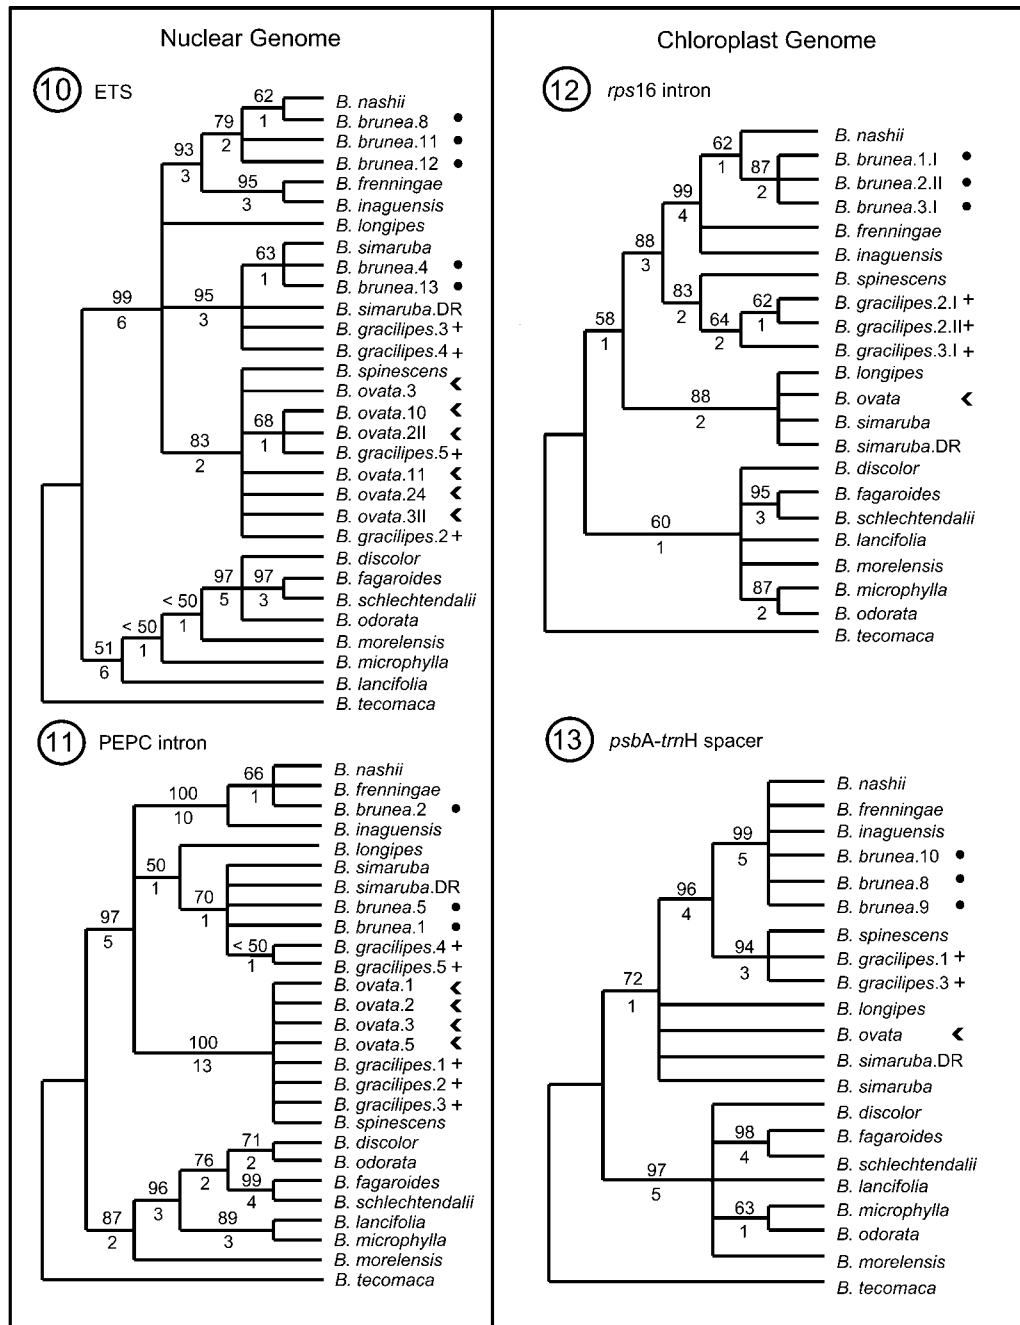 Nuclear Genome
10 ETS
93
3
79
2
62
1
B. nashii
B. brunea.8 •
B. brunea.11 •
B. brunea.12 •
95
3
B. frenningae
B. inaguensis
B. longipes
99
6
95
3
63
1
B. simaruba
B. brunea.4 •
B. brunea.13 •
B. simaruba.DR
B. gracilipes.3 +
B. gracilipes.4 +
83
2
68
1
B. spinescens
B. ovata.3
B. ovata.10
B. ovata.2II
B. gracilipes.5 +
B. ovata.11
B. ovata.24
B. ovata.3II
B. gracilipes.2 +
51
6
< 50
1
< 50
1
97
5
97
3
B. discolor
B. fagaroides
B. schlechtendalii
B. odorata
B. morelensis
B. microphylla
B. lancifolia
B. tecomaca
11 PEPC intron
97
5
100
10
66
1
B. nashii
B. frenningae
B. brunea.2 •
B. inaguensis
50
1
70
1
< 50
1
B. longipes
B. simaruba
B. simaruba.DR
B. brunea.5 •
B. brunea.1 •
B. gracilipes.4 +
B. gracilipes.5 +
100
13
B. ovata.1
B. ovata.2
B. ovata.3
B. ovata.5
B. gracilipes.1 +
B. gracilipes.2 +
B. gracilipes.3 +
B. spinescens
87
2
96
3
76
2
71
2
99
4
89
3
B. discolor
B. odorata
B. fagaroides
B. schlechtendalii
B. lancifolia
B. microphylla
B. morelensis
B. tecomaca
Chloroplast Genome
12 rps16 intron
58
1
88
3
99
4
62
1
87
2
B. nashii
B. brunea.1.I •
B. brunea.2.II •
B. brunea.3.I •
B. frenningae
B. inaguensis
83
2
64
2
62
1
B. spinescens
B. gracilipes.2.I +
B. gracilipes.2.II+
B. gracilipes.3.I +
88
2
B. longipes
B. ovata
B. simaruba
B. simaruba.DR
60
1
95
3
87
2
B. discolor
B. fagaroides
B. schlechtendalii
B. lancifolia
B. morelensis
B. microphylla
B. odorata
B. tecomaca
13 psbA-trnH spacer
72
1
96
4
99
5
94
3
B. nashii
B. frenningae
B. inaguensis
B. brunea.10 •
B. brunea.8 •
B. brunea.9 •
B. spinescens
B. gracilipes.1 +
B. gracilipes.3 +
B. longipes
B. ovata
B. simaruba.DR
B. simaruba
97
5
98
4
63
1
B. discolor
B. fagaroides
B. schlechtendalii
B. lancifolia
B. microphylla
B. odorata
B. morelensis
B. tecomaca